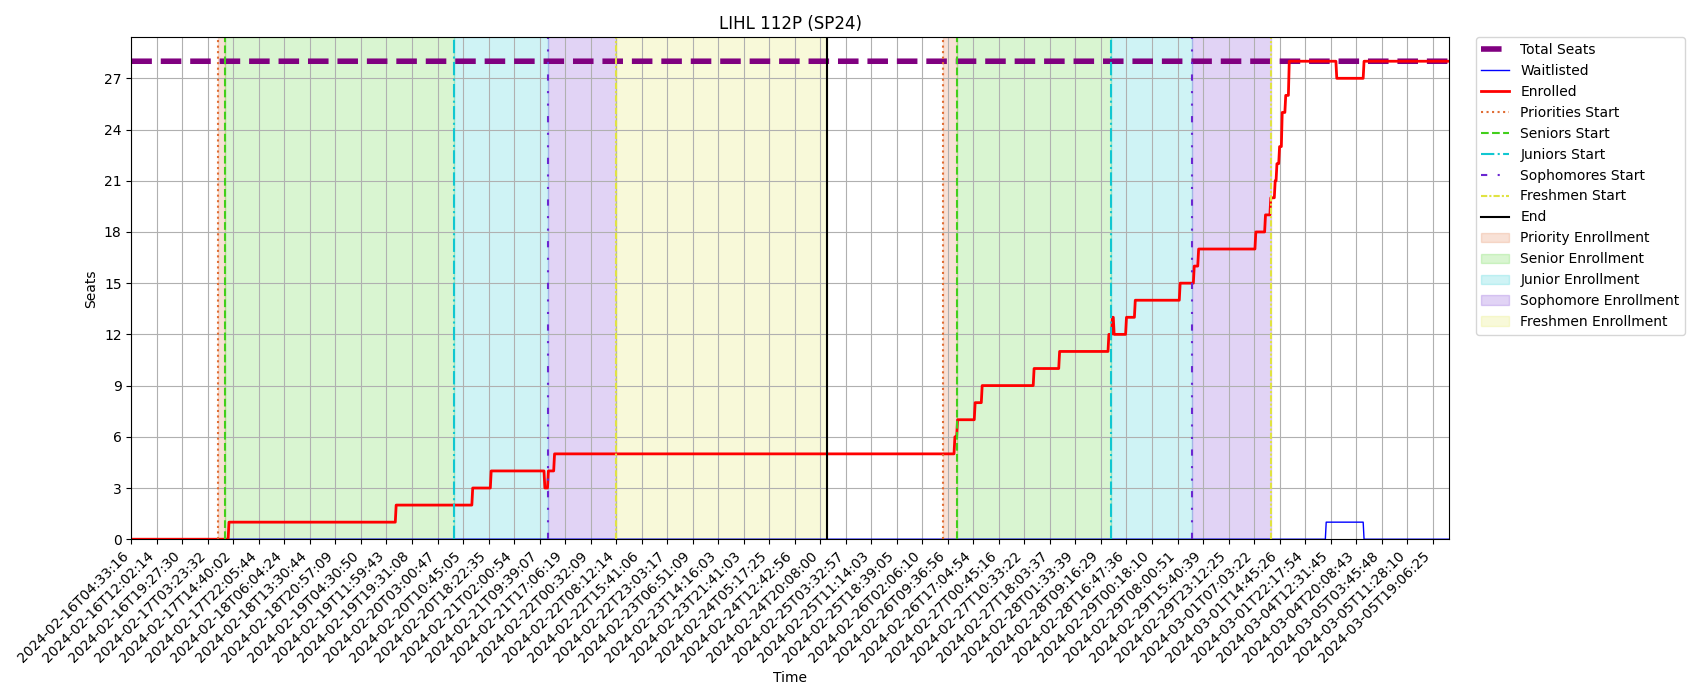 LIHL 112P (SP24)
Total Seats
Waitlisted
Enrolled
Priorities Start
Seniors Start
Juniors Start
Sophomores Start
Freshmen Start
End
Priority Enrollment
Senior Enrollment
Junior Enrollment
Sophomore Enrollment
Freshmen Enrollment
Seats
27
24
21
18
15
12
9
6
3
0
2024-02-16T04:33:16
2024-02-16T12:02:14
2024-02-16T19:27:30
2024-02-17T23:23:32
2024-02-17T14:40:02
2024-02-17T22:05:44
2024-02-18T06:04:24
2024-02-18T13:30:44
2024-02-18T20:57:09
2024-02-19T04:30:50
2024-02-19T11:59:43
2024-02-19T19:31:08
2024-02-20T03:00:47
2024-02-20T10:45:05
2024-02-20T18:22:35
2024-02-21T02:00:54
2024-02-21T09:39:07
2024-02-21T17:06:19
2024-02-22T00:32:09
2024-02-22T08:12:14
2024-02-22T15:41:06
2024-02-22T23:03:17
2024-02-23T06:51:09
2024-02-23T14:16:03
2024-02-23T21:41:03
2024-02-24T05:17:25
2024-02-24T12:42:56
2024-02-24T20:08:00
2024-02-25T03:32:57
2024-02-25T11:14:03
2024-02-25T18:39:05
2024-02-26T02:06:10
2024-02-26T09:36:56
2024-02-26T17:04:54
2024-02-27T00:45:16
2024-02-27T10:33:22
2024-02-27T18:03:37
2024-02-28T01:33:39
2024-02-28T09:16:29
2024-02-28T16:47:36
2024-02-29T00:18:10
2024-02-29T08:00:51
2024-02-29T15:40:39
2024-02-29T23:12:25
2024-03-01T07:03:22
2024-03-01T14:45:26
2024-03-01T22:17:54
2024-03-04T12:31:45
2024-03-04T20:08:43
2024-03-05T03:45:48
2024-03-05T11:28:10
2024-03-05T19:06:25
Time